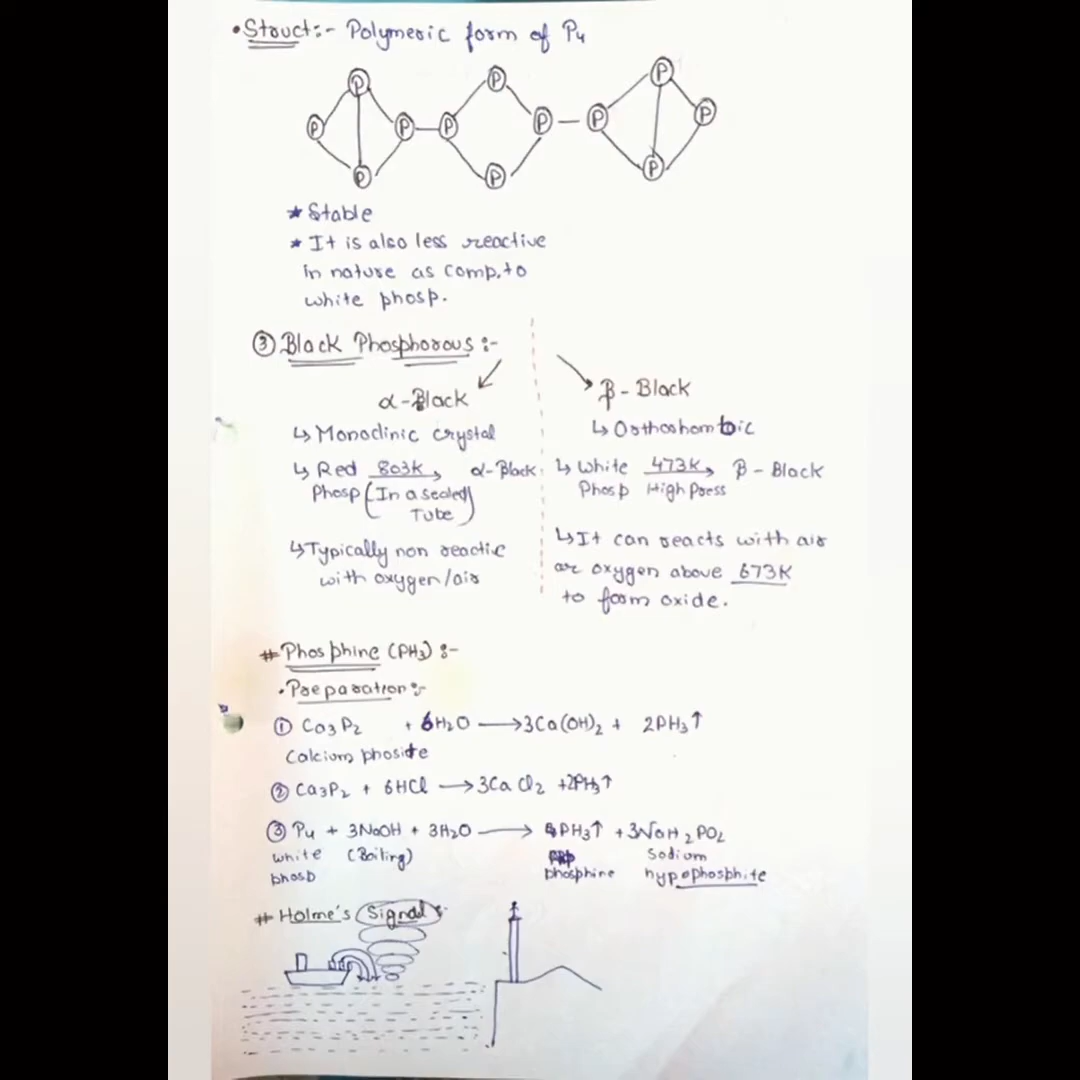 •Struct:- Polymeric form of P4
P P P P P P P P P P P P
★ Stable
★ It is also less reactive
in nature as comp. to
white phosp.
③ Black Phosphorous :-
α-Black
↳ Monoclinic crystal
↳ Red 803K α-Black
Phosp (In a sealed
Tube)
↳ Typically non reactic
with oxygen/air
β - Black
↳ Orthorhombic
↳ White 473K β - Black
Phosp High Press
↳ It can reacts with air
or oxygen above 673K
to form oxide.
# Phosphine (PH3) :-
• Preparation :-
① Ca3P2 + 6H2O ⟶ 3Ca(OH)2 + 2PH3↑
Calcium phoside
② Ca3P2 + 6HCl ⟶ 3CaCl2 + 2PH3↑
③ P4 + 3NaOH + 3H2O ⟶ PH3↑ + 3NaH2PO2
white (Boiling) Sodium
phosp phosphine hypophosphite
# Holme's Signal :-